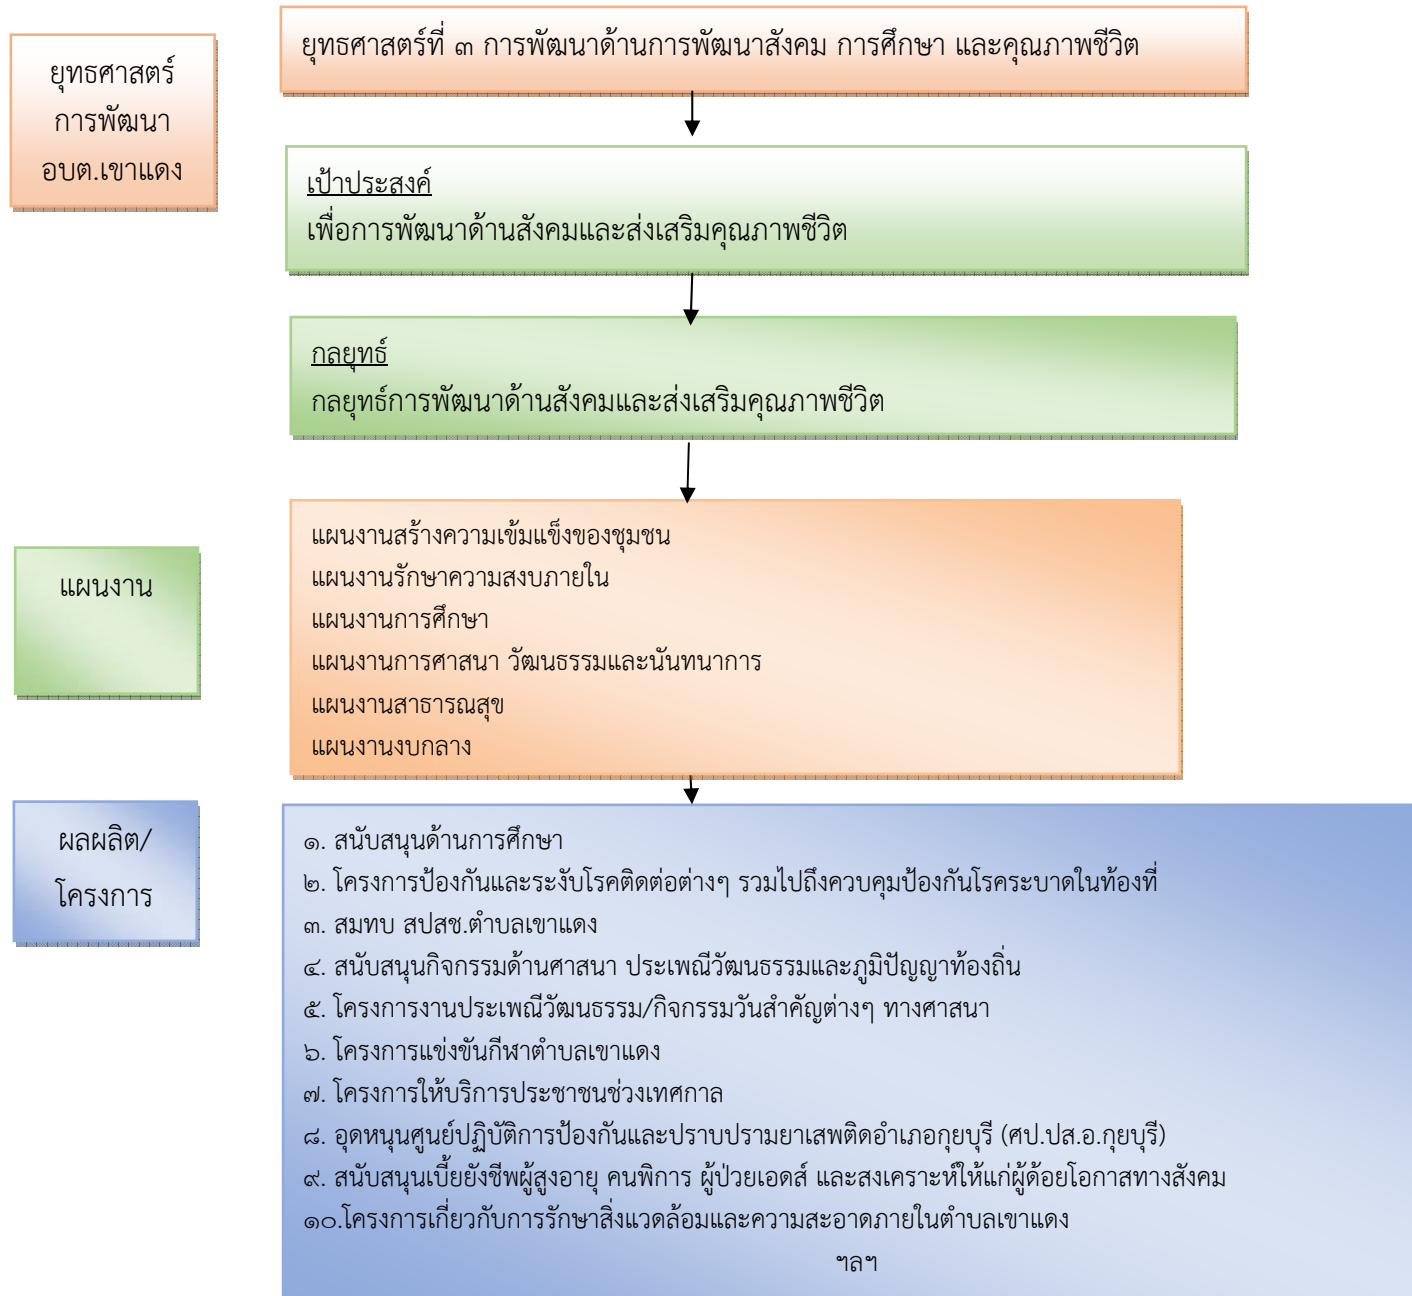 ยุทธศาสตร์
การพัฒนา
อบต.เขาแดง
ยุทธศาสตร์ที่ ๓ การพัฒนาด้านการพัฒนาสังคม การศึกษา และคุณภาพชีวิต
เป้าประสงค์
เพื่อการพัฒนาด้านสังคมและส่งเสริมคุณภาพชีวิต
กลยุทธ์
กลยุทธ์การพัฒนาด้านสังคมและส่งเสริมคุณภาพชีวิต
แผนงาน
แผนงานสร้างความเข้มแข็งของชุมชน
แผนงานรักษาความสงบภายใน
แผนงานการศึกษา
แผนงานการศาสนา วัฒนธรรมและนันทนาการ
แผนงานสาธารณสุข
แผนงานงบกลาง
ผลผลิต/
โครงการ
๑. สนับสนุนด้านการศึกษา
๒. โครงการป้องกันและระงับโรคติดต่อต่างๆ รวมไปถึงควบคุมป้องกันโรคระบาดในท้องที่
๓. สมทบ สปสช.ตำบลเขาแดง
๔. สนับสนุนกิจกรรมด้านศาสนา ประเพณีวัฒนธรรมและภูมิปัญญาท้องถิ่น
๕. โครงการงานประเพณีวัฒนธรรม/กิจกรรมวันสำคัญต่างๆ ทางศาสนา
๖. โครงการแข่งขันกีฬาตำบลเขาแดง
๗. โครงการให้บริการประชาชนช่วงเทศกาล
๘. อุดหนุนศูนย์ปฏิบัติการป้องกันและปราบปรามยาเสพติดอำเภอกุยบุรี (ศป.ปส.อ.กุยบุรี)
๙. สนับสนุนเบี้ยยังชีพผู้สูงอายุ คนพิการ ผู้ป่วยเอดส์ และสงเคราะห์ให้แก่ผู้ด้อยโอกาสทางสังคม
๑๐.โครงการเกี่ยวกับการรักษาสิ่งแวดล้อมและความสะอาดภายในตำบลเขาแดง
ฯลฯ